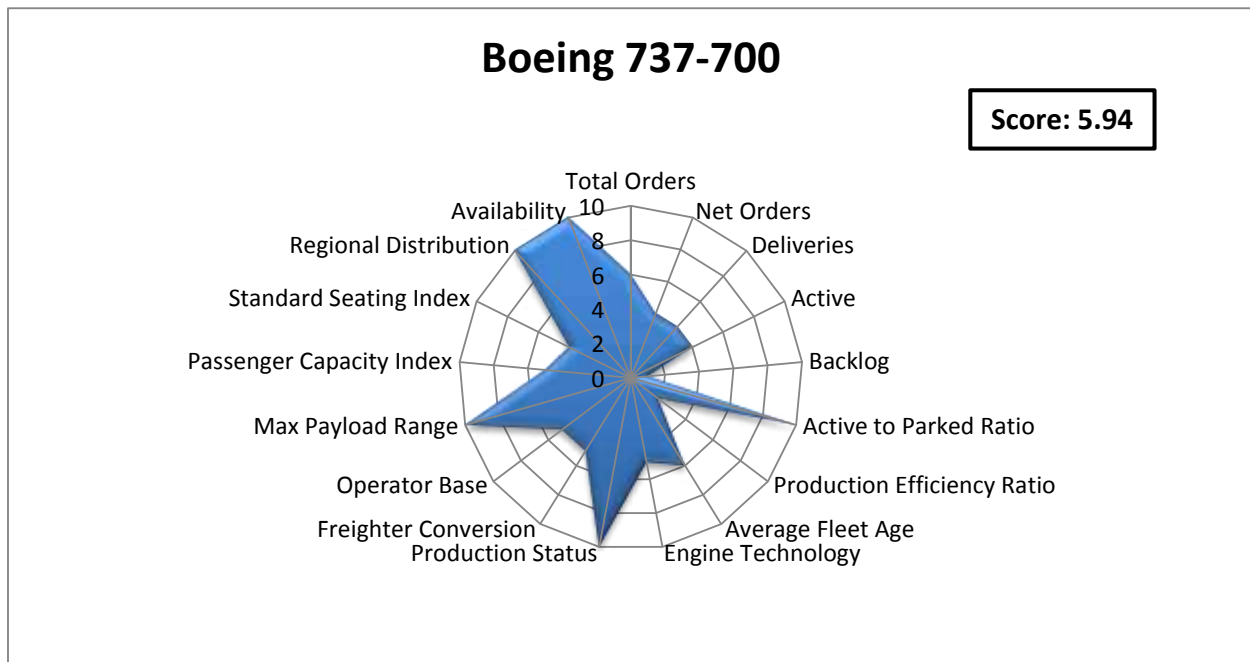 Boeing 737-700
Score: 5.94
Total Orders
Net Orders
Deliveries
Active
Backlog
Active to Parked Ratio
Production Efficiency Ratio
Average Fleet Age
Engine Technology
Production Status
Freighter Conversion
Operator Base
Max Payload Range
Passenger Capacity Index
Standard Seating Index
Regional Distribution
Availability
10
8
6
4
2
0